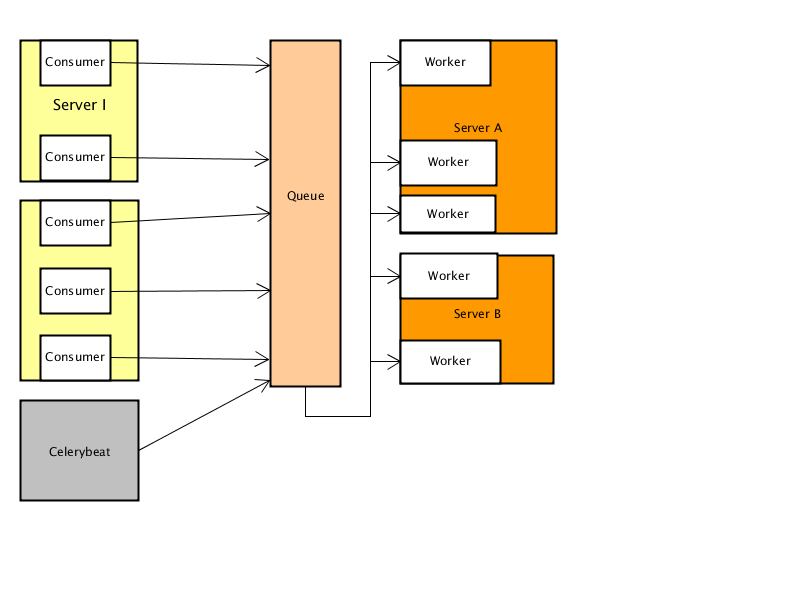 Consumer
Server I
Consumer
Consumer
Consumer
Consumer
Celerybeat
Queue
Worker
Server A
Worker
Worker
Worker
Server B
Worker